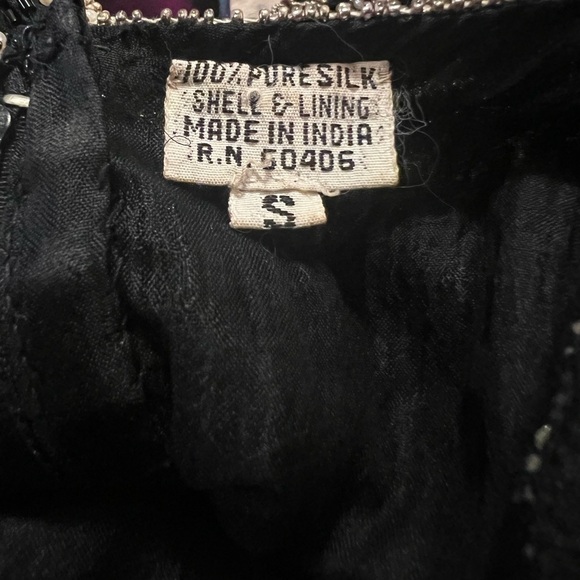 100% PURE SILK
SHELL & LINING
MADE IN INDIA
R.N. 50406
S